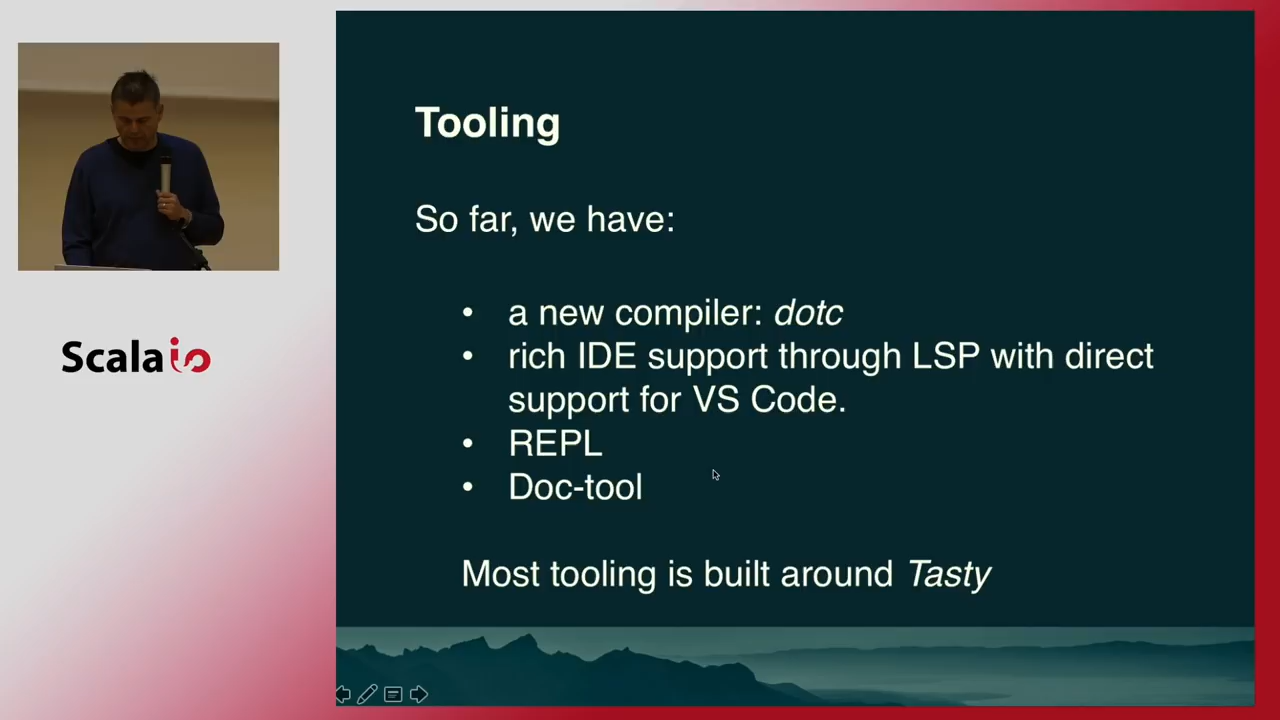 Scala io
Tooling
So far, we have:
• a new compiler: dotc
• rich IDE support through LSP with direct
support for VS Code.
• REPL
• Doc-tool
Most tooling is built around Tasty